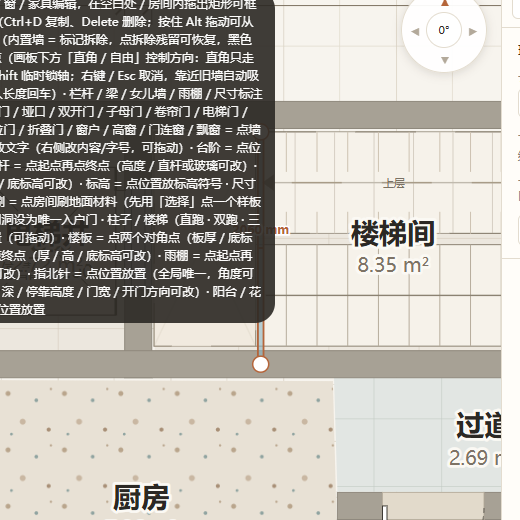 窗 / 家具编辑，在空白处 / 房间内拖出矩形可框
(Ctrl+D 复制、Delete 删除；按住 Alt 拖动可从
(内置墙 = 标记拆除，点拆除残留可恢复，黑色
(画板下方「直角 / 自由」控制方向：直角只走
hift 临时锁轴；右键 / Esc 取消，靠近旧墙自动吸
长度回车）· 栏杆 / 梁 / 女儿墙 / 雨棚 / 尺寸标注
门 / 垭口 / 双开门 / 子母门 / 卷帘门 / 电梯门 /
门 / 折叠门 / 窗户 / 高窗 / 门连窗 / 飘窗 = 点墙
文字（右侧改内容/字号，可拖动）· 台阶 = 点位
杆 = 点起点再点终点（高度 / 直杆或玻璃可改）·
/ 底标高可改）· 标高 = 点位置放标高符号 · 尺寸
= 点房间刷地面材料（先用「选择」点一个样板
洞设为唯一入户门 · 柱子 / 楼梯（直跑 · 双跑 · 三
（可拖动）· 楼板 = 点两个对角点（板厚 / 底标
终点（厚 / 高 / 底标高可改）· 雨棚 = 点起点再
可改）· 指北针 = 点位置放置（全局唯一，角度可
深 / 停靠高度 / 门宽 / 开门方向可改）· 阳台 / 花
位置放置
0°
上层
mm
楼梯间
8.35 m²
过道
2.69
厨房